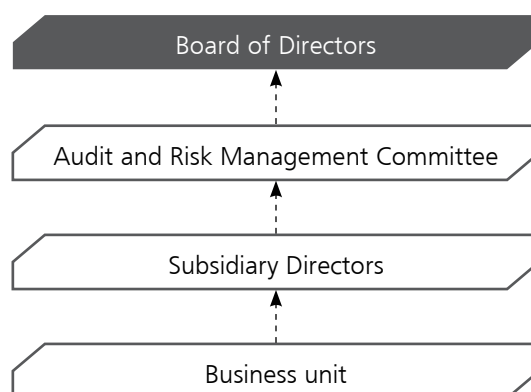 Board of Directors
Audit and Risk Management Committee
Subsidiary Directors
Business unit